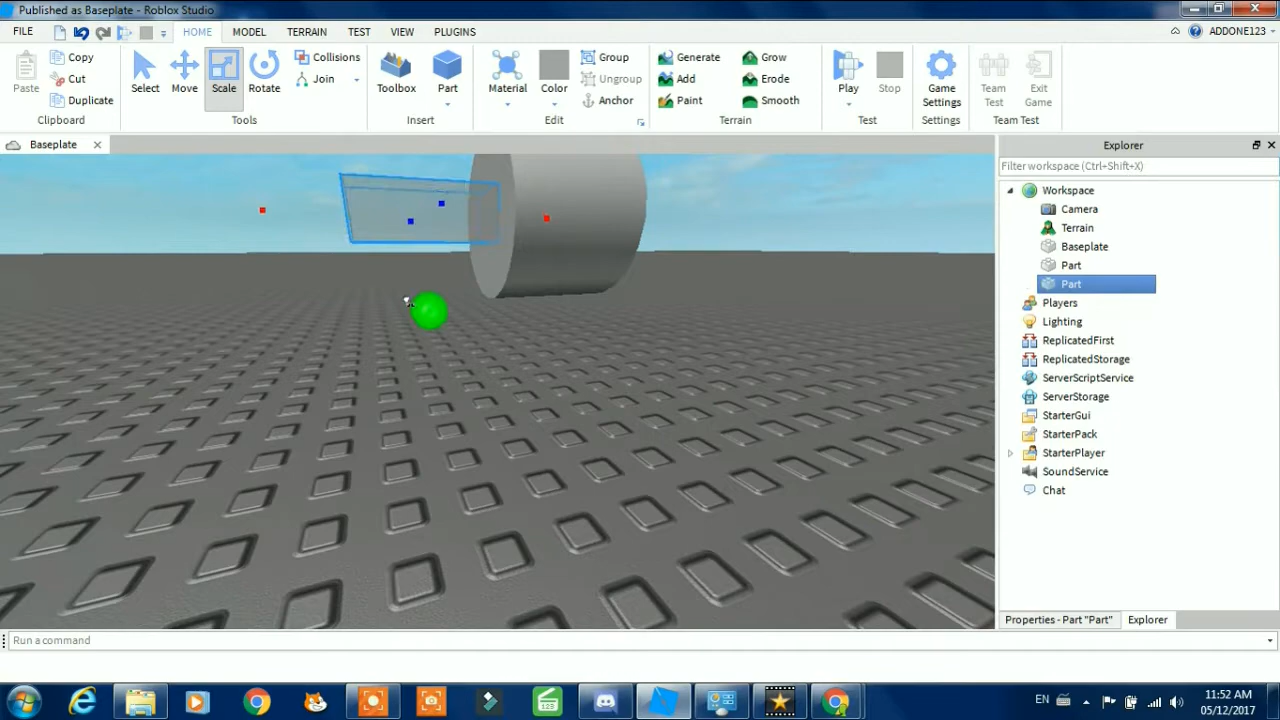 Published as Baseplate - Roblox Studio
FILE HOME MODEL TERRAIN TEST VIEW PLUGINS ADDONE123
Paste Copy Cut Duplicate
Clipboard
Select Move Scale Rotate Collisions Join
Tools
Toolbox Part
Insert
Material Color Group Ungroup Anchor
Edit
Generate Add Paint Grow Erode Smooth
Terrain
Play Stop
Test
Game Settings
Settings
Team Test Exit Game
Team Test
Baseplate
Explorer
Filter workspace (Ctrl+Shift+X)
Workspace
Camera
Terrain
Baseplate
Part
Part
Players
Lighting
ReplicatedFirst
ReplicatedStorage
ServerScriptService
ServerStorage
StarterGui
StarterPack
StarterPlayer
SoundService
Chat
Properties - Part "Part" Explorer
Run a command
123
EN
11:52 AM
05/12/2017